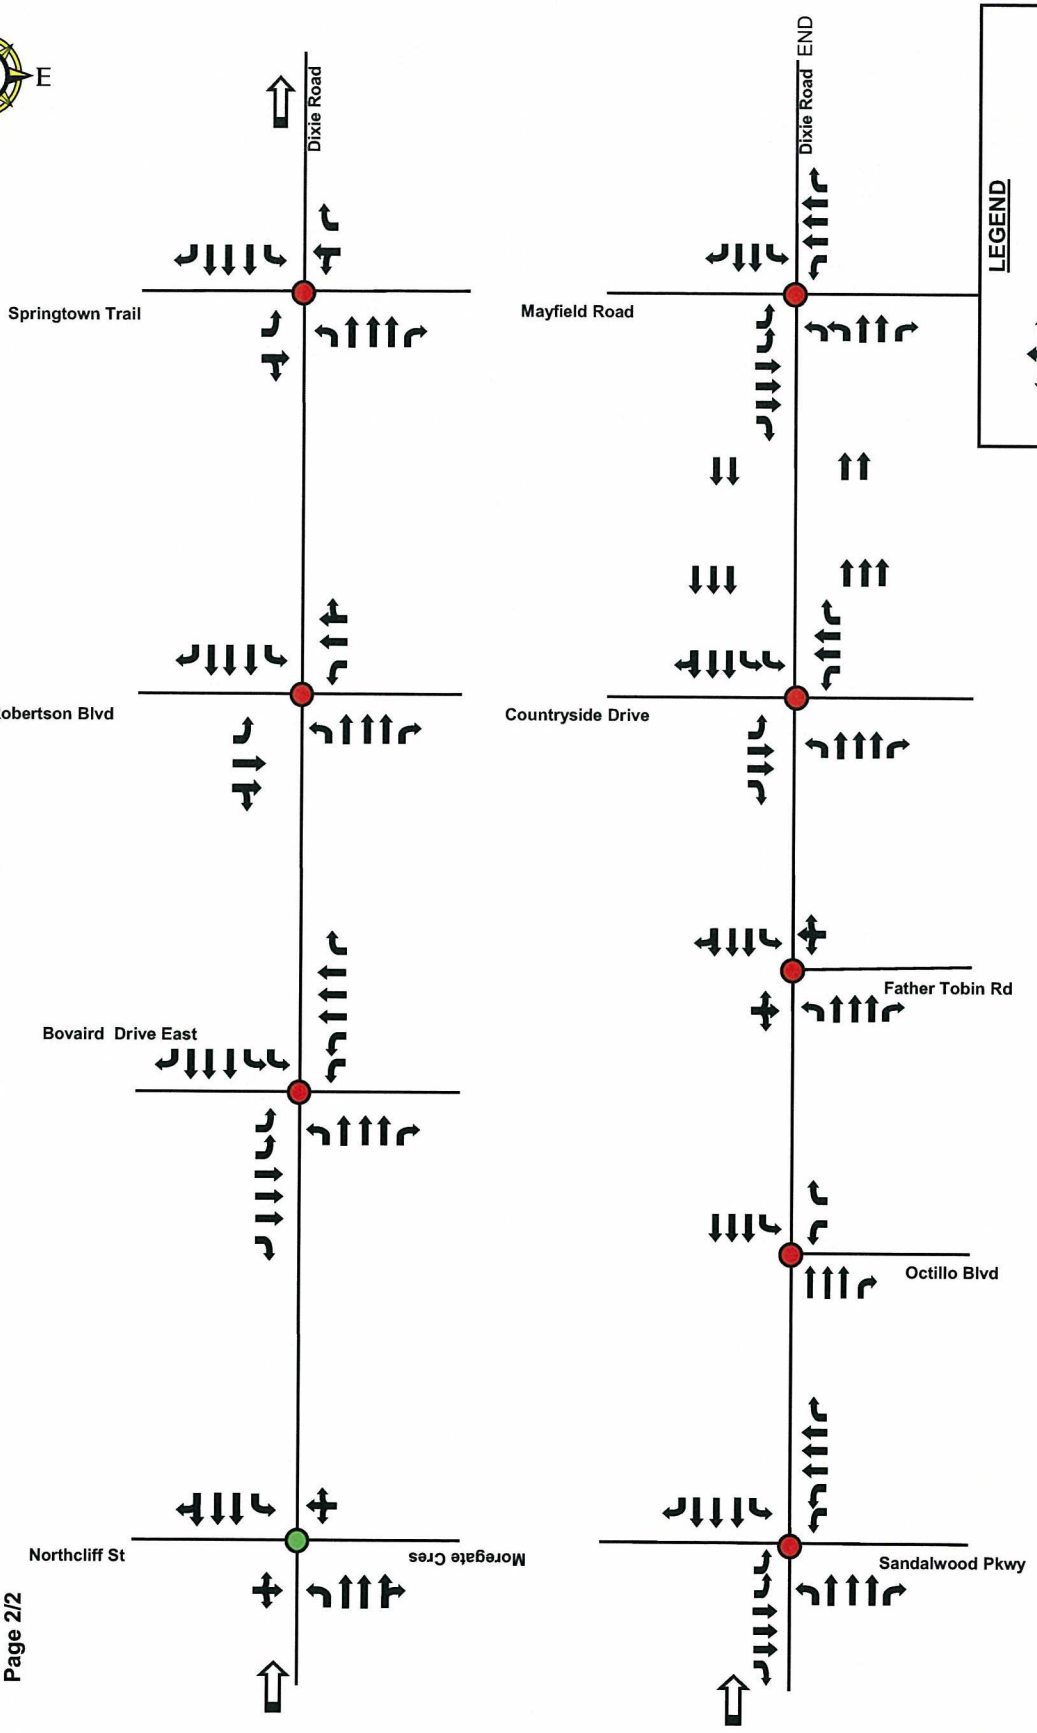 E
Dixie Road
Springtown Trail
obertson Blvd
Bovaird Drive East
Northcliff St
Moregate Cres
Page 2/2
Dixie Road END
LEGEND
Mayfield Road
Countryside Drive
Father Tobin Rd
Octillo Blvd
Sandalwood Pkwy